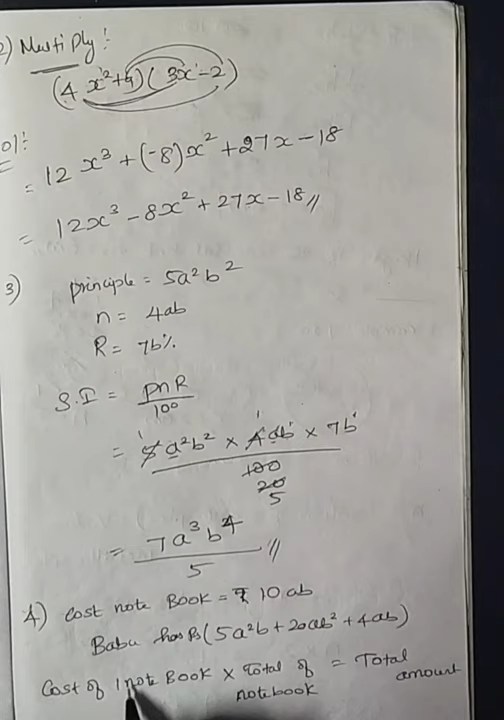 2) Multiply:
(4x²+9)(3x-2)
Sol:
= 12x³ + (-8)x² + 27x - 18
= 12x³ - 8x² + 27x - 18 //
3) principle = 5a²b²
n = 4ab
R = 7b%
S.I = pnR
100
= 5a²b² × 4ab × 7b
100
20
5
= 7a³b⁴ //
5
4) Cost note Book = ₹ 10ab
Babu has Rs (5a²b + 20ab² + 4ab)
Cost of 1 note Book × Total of = Total
notebook amount